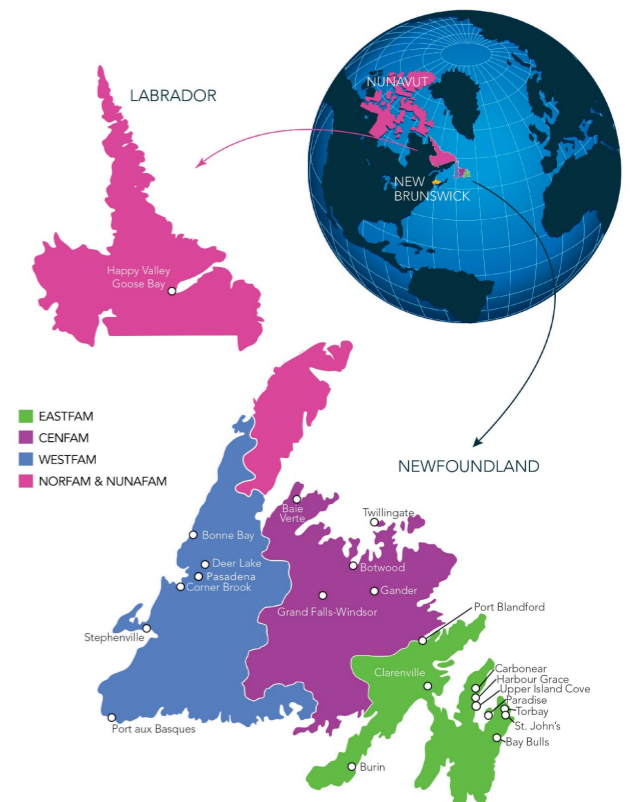 LABRADOR
NUNAVUT
NEW
BRUNSWICK
Happy Valley
Goose Bay
EASTFAM
CENFAM
WESTFAM
NORFAM & NUNAFAM
NEWFOUNDLAND
Baie
Verte
Twillingate
Bonne Bay
Deer Lake
Pasadena
Corner Brook
Botwood
Gander
Grand Falls-Windsor
Port Blandford
Stephenville
Clarenville
Carbonear
Harbour Grace
Upper Island Cove
Paradise
Torbay
St. John's
Bay Bulls
Port aux Basques
Burin